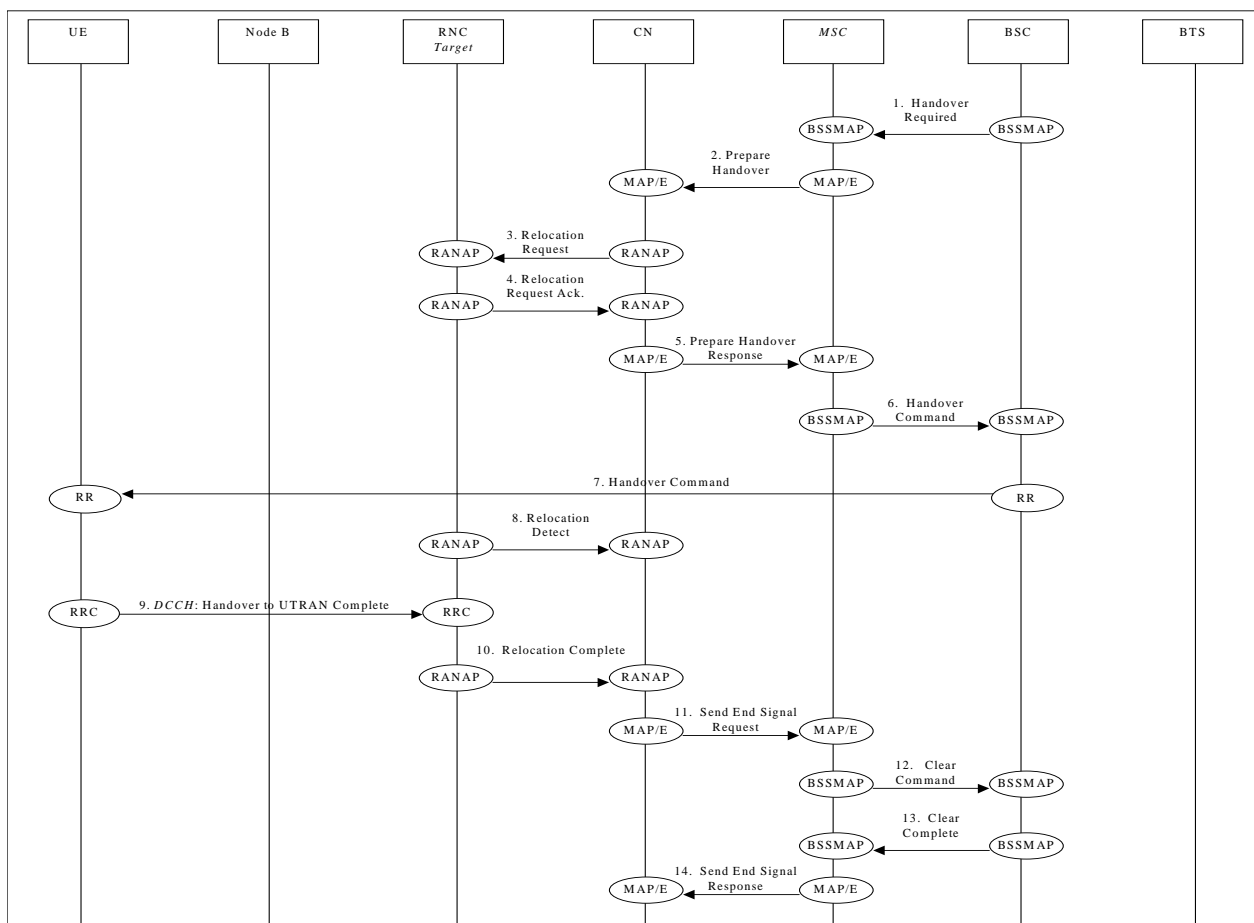 UE
Node B
RNC
Target
CN
MSC
BSC
BTS
1. Handover
Required
BSSMAP
BSSMAP
2. Prepare
Handover
MAP/E
MAP/E
3. Relocation
Request
RANAP
RANAP
4. Relocation
Request Ack.
RANAP
RANAP
5. Prepare Handover
Response
MAP/E
MAP/E
6. Handover
Command
BSSMAP
BSSMAP
7. Handover Command
RR
RR
8. Relocation
Detect
RANAP
RANAP
9. DCCH: Handover to UTRAN Complete
RRC
RRC
10. Relocation Complete
RANAP
RANAP
11. Send End Signal
Request
MAP/E
MAP/E
12. Clear
Command
BSSMAP
BSSMAP
13. Clear
Complete
BSSMAP
BSSMAP
14. Send End Signal
Response
MAP/E
MAP/E